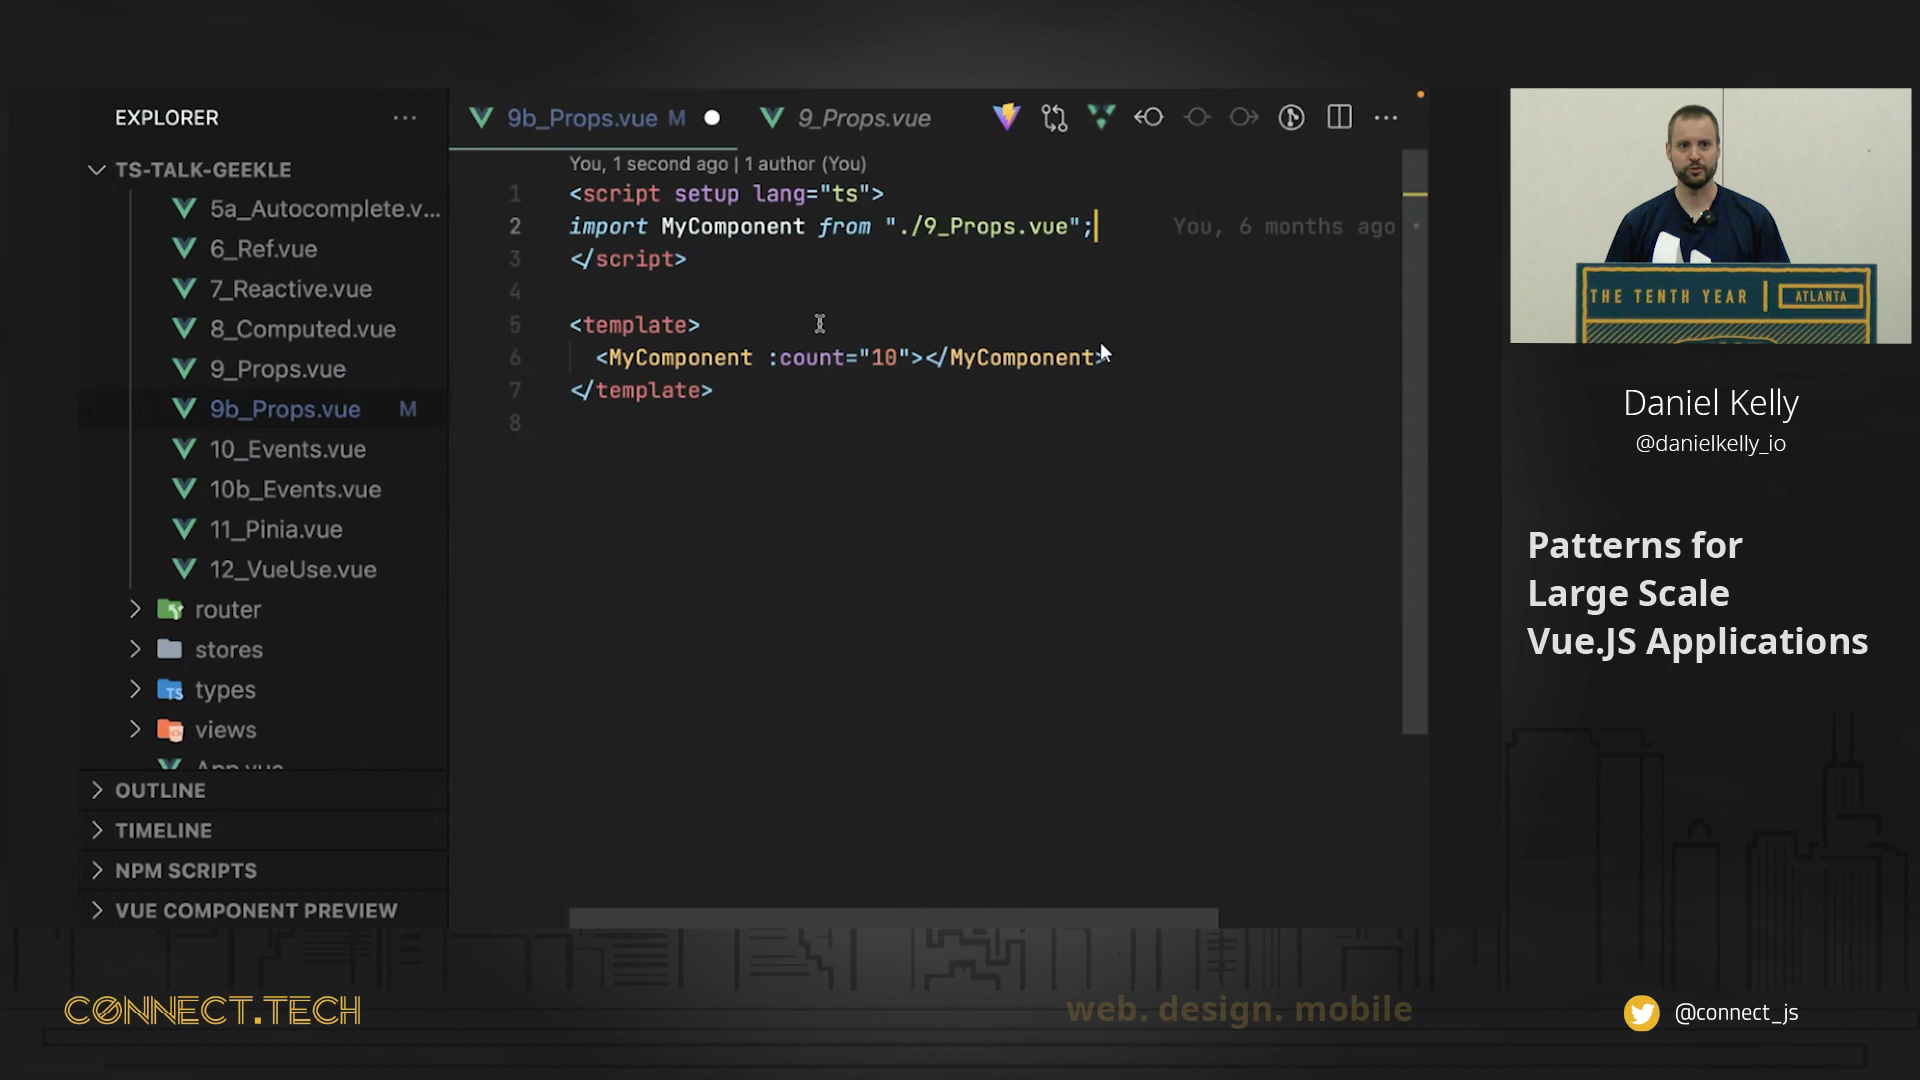 EXPLORER
TS-TALK-GEEKLE
5a_Autocomplete.v...
6_Ref.vue
7_Reactive.vue
8_Computed.vue
9_Props.vue
9b_Props.vue M
10_Events.vue
10b_Events.vue
11_Pinia.vue
12_VueUse.vue
router
stores
types
views
App.vue
OUTLINE
TIMELINE
NPM SCRIPTS
VUE COMPONENT PREVIEW
9b_Props.vue M
9_Props.vue
You, 1 second ago | 1 author (You)
1 <script setup lang="ts">
2 import MyComponent from "./9_Props.vue"; You, 6 months ago •
3 </script>
4
5 <template>
6 <MyComponent :count="10"></MyComponent>
7 </template>
8
THE TENTH YEAR | ATLANTA
Daniel Kelly
@danielkelly_io
Patterns for
Large Scale
Vue.JS Applications
CONNECT.TECH
web. design. mobile
@connect_js